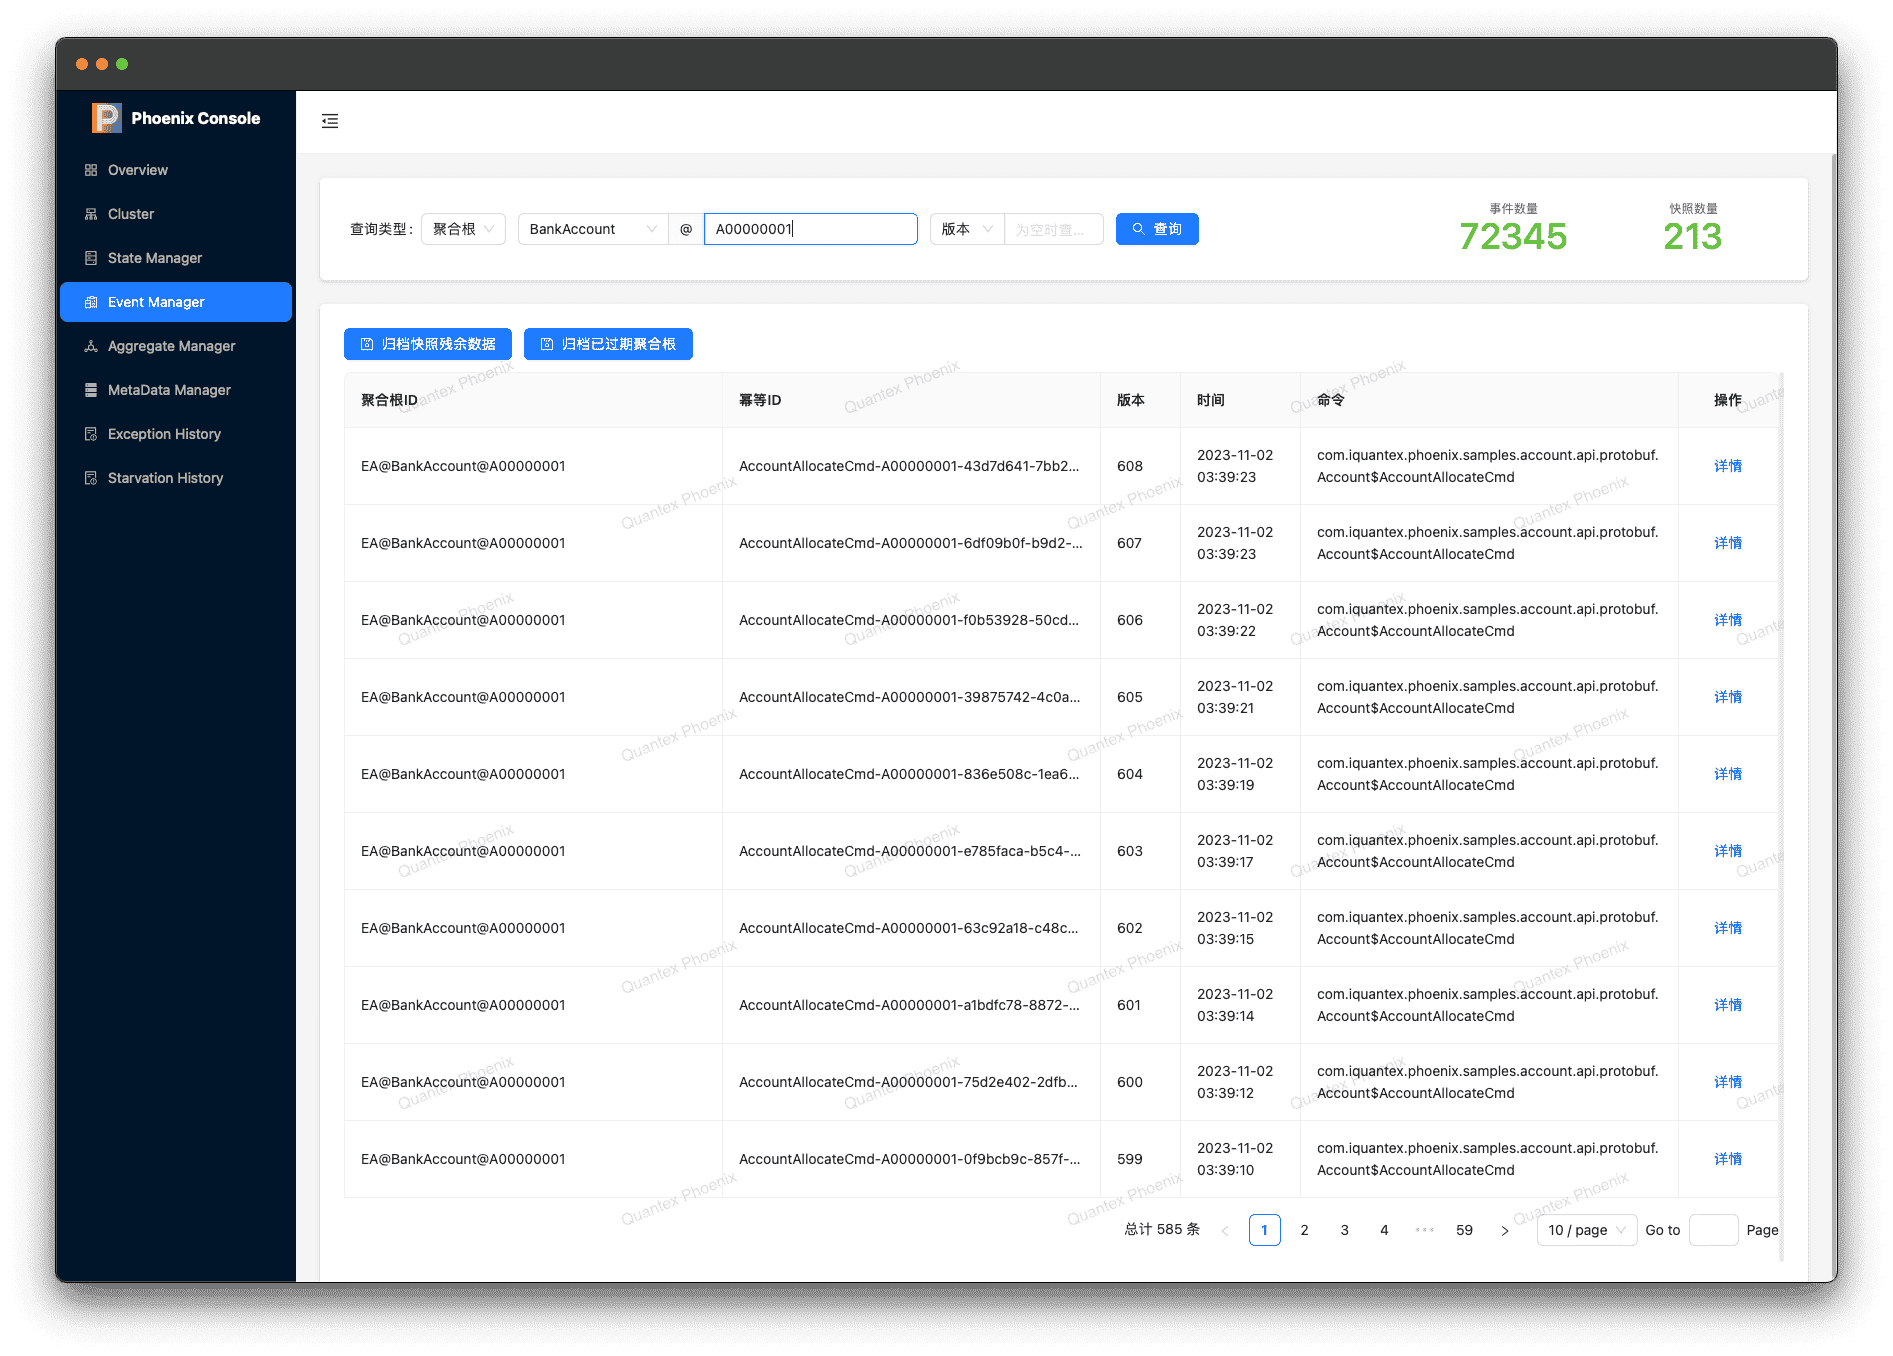 Phoenix Console
Overview
Cluster
State Manager
Event Manager
Aggregate Manager
MetaData Manager
Exception History
Starvation History
查询类型： 聚合根 BankAccount @ A00000001 版本 为空时查... 查询
事件数量
72345
快照数量
213
归档快照残余数据 归档已过期聚合根
聚合根ID 幂等ID 版本 时间 命令 操作
EA@BankAccount@A00000001 AccountAllocateCmd-A00000001-43d7d641-7bb2... 608 2023-11-02 03:39:23 com.iquantex.phoenix.samples.account.api.protobuf.Account$AccountAllocateCmd 详情
EA@BankAccount@A00000001 AccountAllocateCmd-A00000001-6df09b0f-b9d2-... 607 2023-11-02 03:39:23 com.iquantex.phoenix.samples.account.api.protobuf.Account$AccountAllocateCmd 详情
EA@BankAccount@A00000001 AccountAllocateCmd-A00000001-f0b53928-50cd... 606 2023-11-02 03:39:22 com.iquantex.phoenix.samples.account.api.protobuf.Account$AccountAllocateCmd 详情
EA@BankAccount@A00000001 AccountAllocateCmd-A00000001-39875742-4c0a... 605 2023-11-02 03:39:21 com.iquantex.phoenix.samples.account.api.protobuf.Account$AccountAllocateCmd 详情
EA@BankAccount@A00000001 AccountAllocateCmd-A00000001-836e508c-1ea6... 604 2023-11-02 03:39:19 com.iquantex.phoenix.samples.account.api.protobuf.Account$AccountAllocateCmd 详情
EA@BankAccount@A00000001 AccountAllocateCmd-A00000001-e785faca-b5c4-... 603 2023-11-02 03:39:17 com.iquantex.phoenix.samples.account.api.protobuf.Account$AccountAllocateCmd 详情
EA@BankAccount@A00000001 AccountAllocateCmd-A00000001-63c92a18-c48c... 602 2023-11-02 03:39:15 com.iquantex.phoenix.samples.account.api.protobuf.Account$AccountAllocateCmd 详情
EA@BankAccount@A00000001 AccountAllocateCmd-A00000001-a1bdfc78-8872-... 601 2023-11-02 03:39:14 com.iquantex.phoenix.samples.account.api.protobuf.Account$AccountAllocateCmd 详情
EA@BankAccount@A00000001 AccountAllocateCmd-A00000001-75d2e402-2dfb... 600 2023-11-02 03:39:12 com.iquantex.phoenix.samples.account.api.protobuf.Account$AccountAllocateCmd 详情
EA@BankAccount@A00000001 AccountAllocateCmd-A00000001-0f9bcb9c-857f-... 599 2023-11-02 03:39:10 com.iquantex.phoenix.samples.account.api.protobuf.Account$AccountAllocateCmd 详情
总计 585 条 < 1 2 3 4 ••• 59 > 10 / page Go to Page
Quantex Phoenix